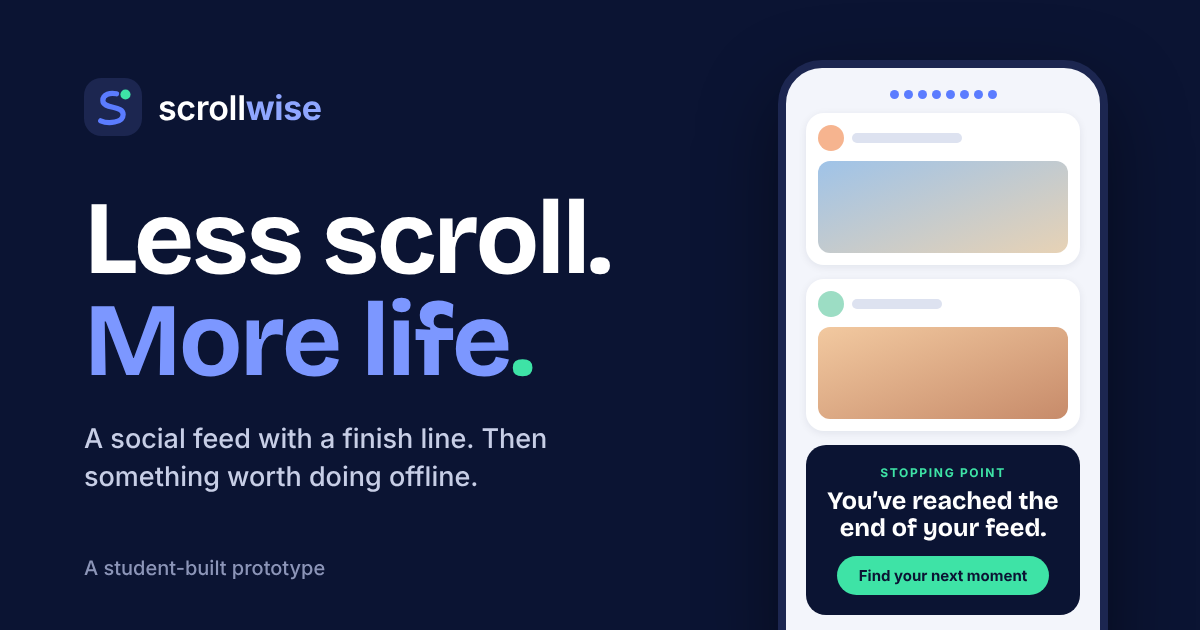 scrollwise
Less scroll.
More life.
A social feed with a finish line. Then
something worth doing offline.
A student-built prototype
STOPPING POINT
You’ve reached the
end of your feed.
Find your next moment